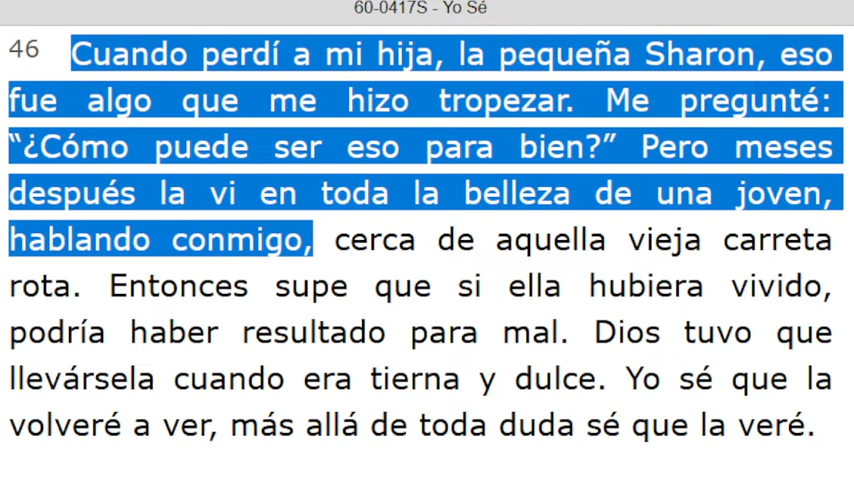 60-0417S - Yo Sé
46 Cuando perdí a mi hija, la pequeña Sharon, eso
fue algo que me hizo tropezar. Me pregunté:
“¿Cómo puede ser eso para bien?” Pero meses
después la vi en toda la belleza de una joven,
hablando conmigo, cerca de aquella vieja carreta
rota. Entonces supe que si ella hubiera vivido,
podría haber resultado para mal. Dios tuvo que
llevársela cuando era tierna y dulce. Yo sé que la
volveré a ver, más allá de toda duda sé que la veré.